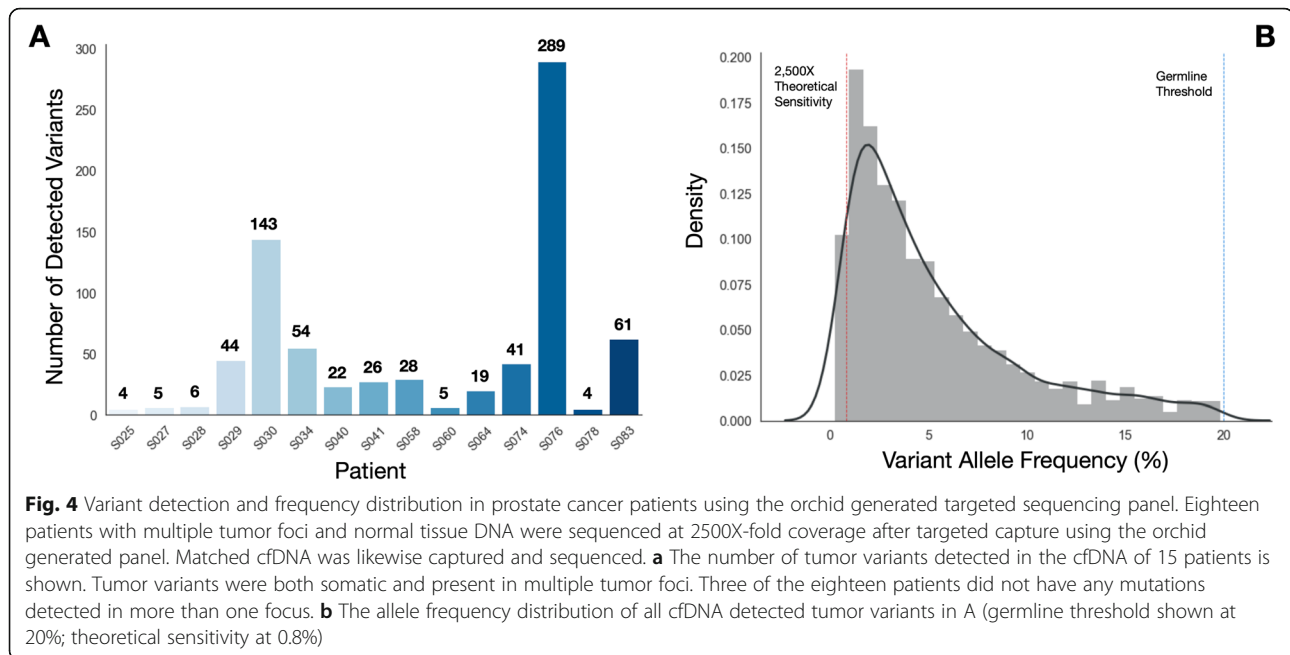 A
Number of Detected Variants
300
250
200
150
100
50
0
4
5
6
44
143
54
22
26
28
5
19
41
289
4
61
S025
S027
S028
S029
S030
S034
S040
S041
S058
S060
S064
S074
S076
S078
S083
Patient
B
Density
0.200
0.175
0.150
0.125
0.100
0.075
0.050
0.025
0.000
2,500X
Theoretical
Sensitivity
Germline
Threshold
0
5
10
15
20
Variant Allele Frequency (%)
Fig. 4 Variant detection and frequency distribution in prostate cancer patients using the orchid generated targeted sequencing panel. Eighteen
patients with multiple tumor foci and normal tissue DNA were sequenced at 2500X-fold coverage after targeted capture using the orchid
generated panel. Matched cfDNA was likewise captured and sequenced. a The number of tumor variants detected in the cfDNA of 15 patients is
shown. Tumor variants were both somatic and present in multiple tumor foci. Three of the eighteen patients did not have any mutations
detected in more than one focus. b The allele frequency distribution of all cfDNA detected tumor variants in A (germline threshold shown at
20%; theoretical sensitivity at 0.8%)